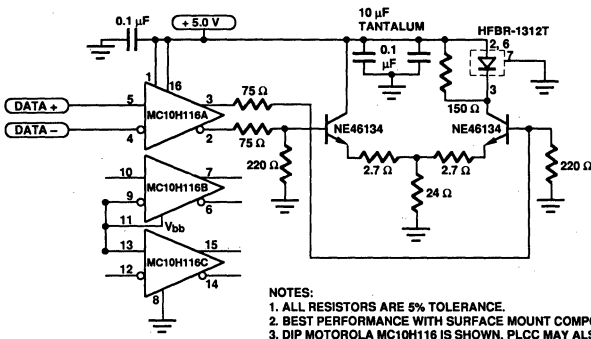 0.1 µF
+ 5.0 V
10 µF
TANTALUM
0.1
µF
HFBR-1312T
2, 6
7
3
150 Ω
1
16
DATA +
5
MC10H116A
3
75 Ω
DATA –
4
2
75 Ω
NE46134
NE46134
220 Ω
2.7 Ω
2.7 Ω
220 Ω
24 Ω
10
MC10H116B
7
9
6
11
Vbb
13
MC10H116C
15
12
14
8
NOTES:
1. ALL RESISTORS ARE 5% TOLERANCE.
2. BEST PERFORMANCE WITH SURFACE MOUNT COMP
3. DIP MOTOROLA MC10H116 IS SHOWN, PLCC MAY AL